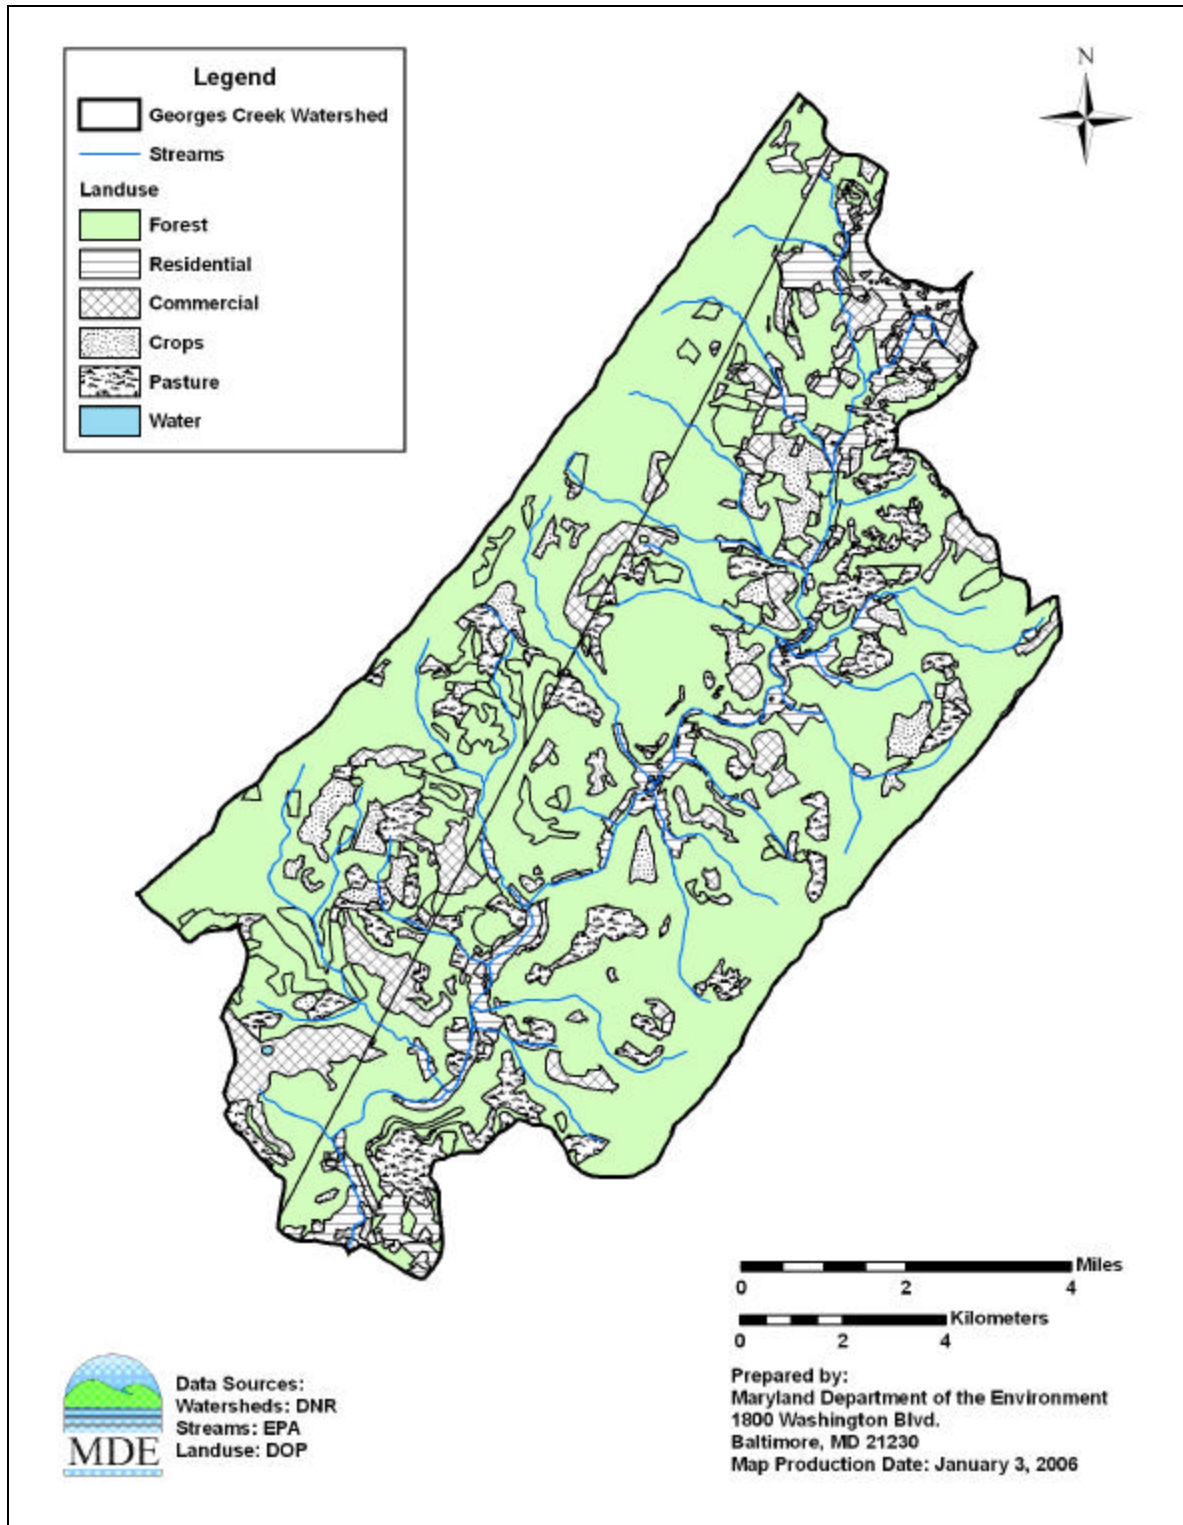 Legend
Georges Creek Watershed
Streams
Landuse
Forest
Residential
Commercial
Crops
Pasture
Water
N
Miles
0 2 4
Kilometers
0 2 4
MDE
Data Sources:
Watersheds: DNR
Streams: EPA
Landuse: DOP
Prepared by:
Maryland Department of the Environment
1800 Washington Blvd.
Baltimore, MD 21230
Map Production Date: January 3, 2006